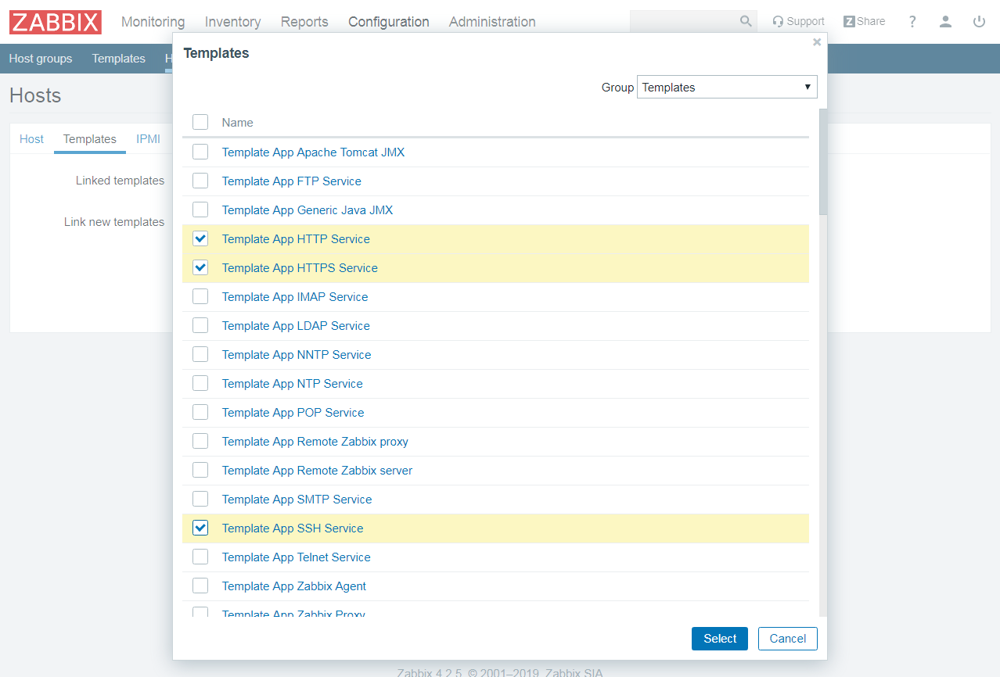 ZABBIX Monitoring Inventory Reports Configuration Administration Support Z Share ?
Host groups Templates H
Templates
Hosts
Group Templates
Host Templates IPMI
Name
Template App Apache Tomcat JMX
Linked templates
Template App FTP Service
Template App Generic Java JMX
Link new templates
Template App HTTP Service
Template App HTTPS Service
Template App IMAP Service
Template App LDAP Service
Template App NNTP Service
Template App NTP Service
Template App POP Service
Template App Remote Zabbix proxy
Template App Remote Zabbix server
Template App SMTP Service
Template App SSH Service
Template App Telnet Service
Template App Zabbix Agent
Template App Zabbix Proxy
Select Cancel
Zabbix 4.2.5. © 2001–2019, Zabbix SIA